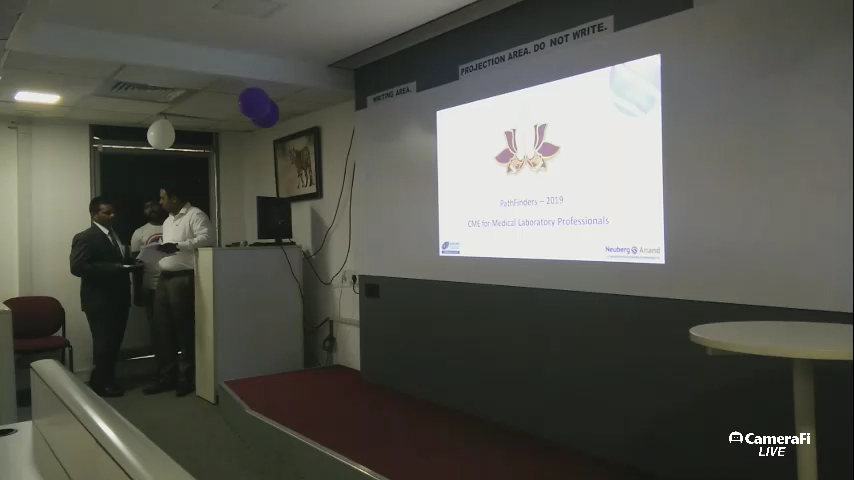 WRITING AREA.
PROJECTION AREA. DO NOT WRITE.
PathFinders – 2019
CME for Medical Laboratory Professionals
Neuberg Anand
CameraFi
LIVE